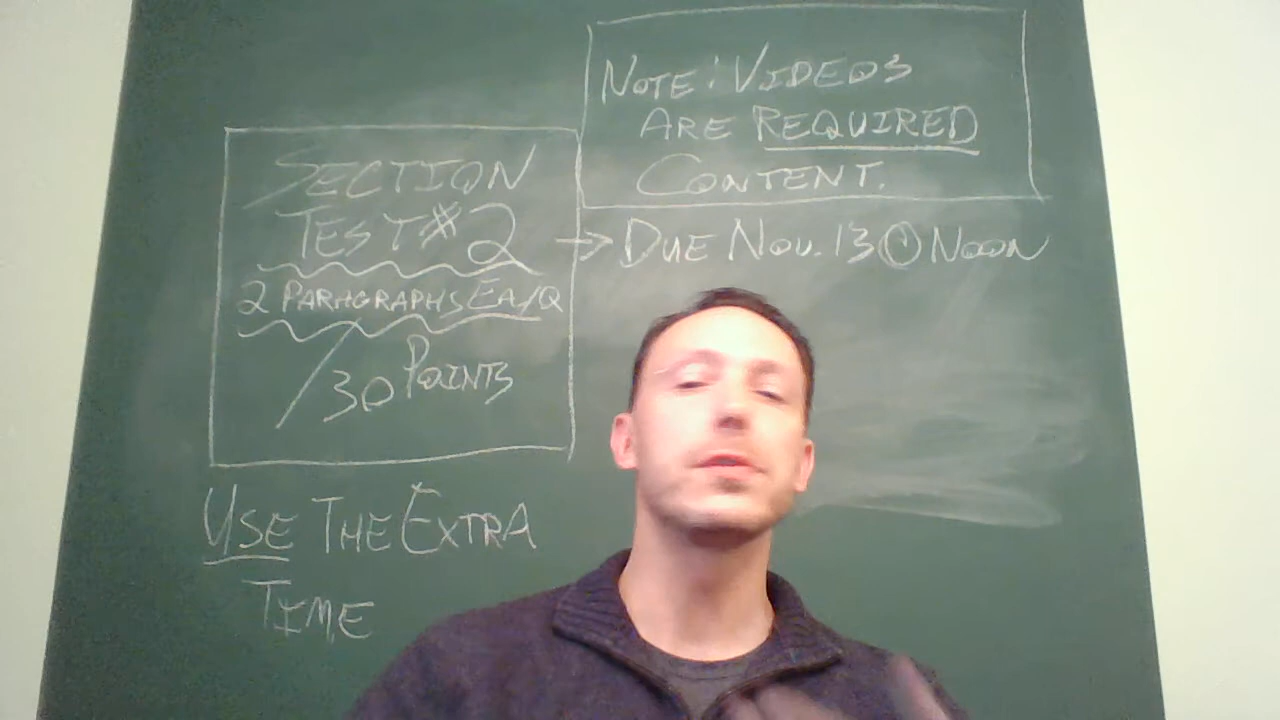 NOTE: VIDEOS
ARE REQUIRED
CONTENT.
SECTION
TEST #2
→ DUE NOV. 13 @ NOON
2 PARAGRAPHS EA/Q
/30 POINTS
USE THE EXTRA
TIME